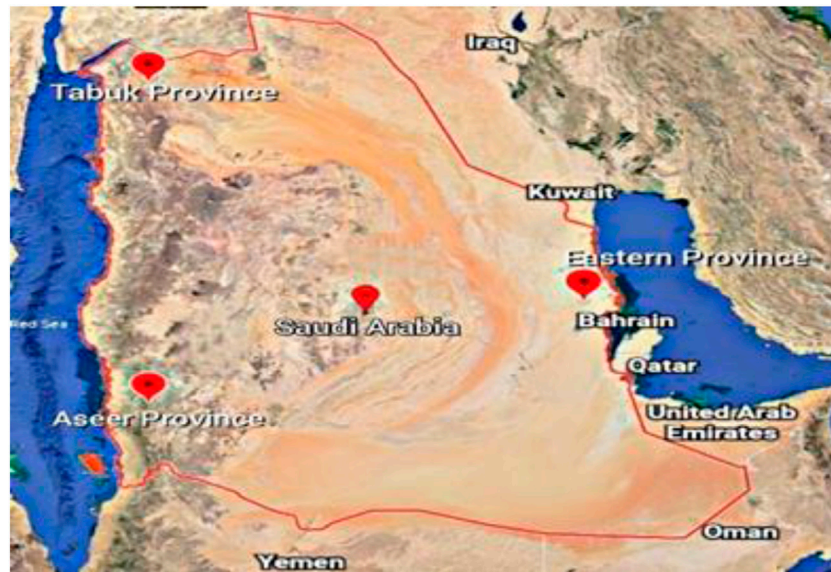 Iraq
Tabuk Province
Kuwait
Eastern Province
Red Sea
Saudi Arabia
Bahrain
Qatar
Aseer Province
United Arab
Emirates
Oman
Yemen